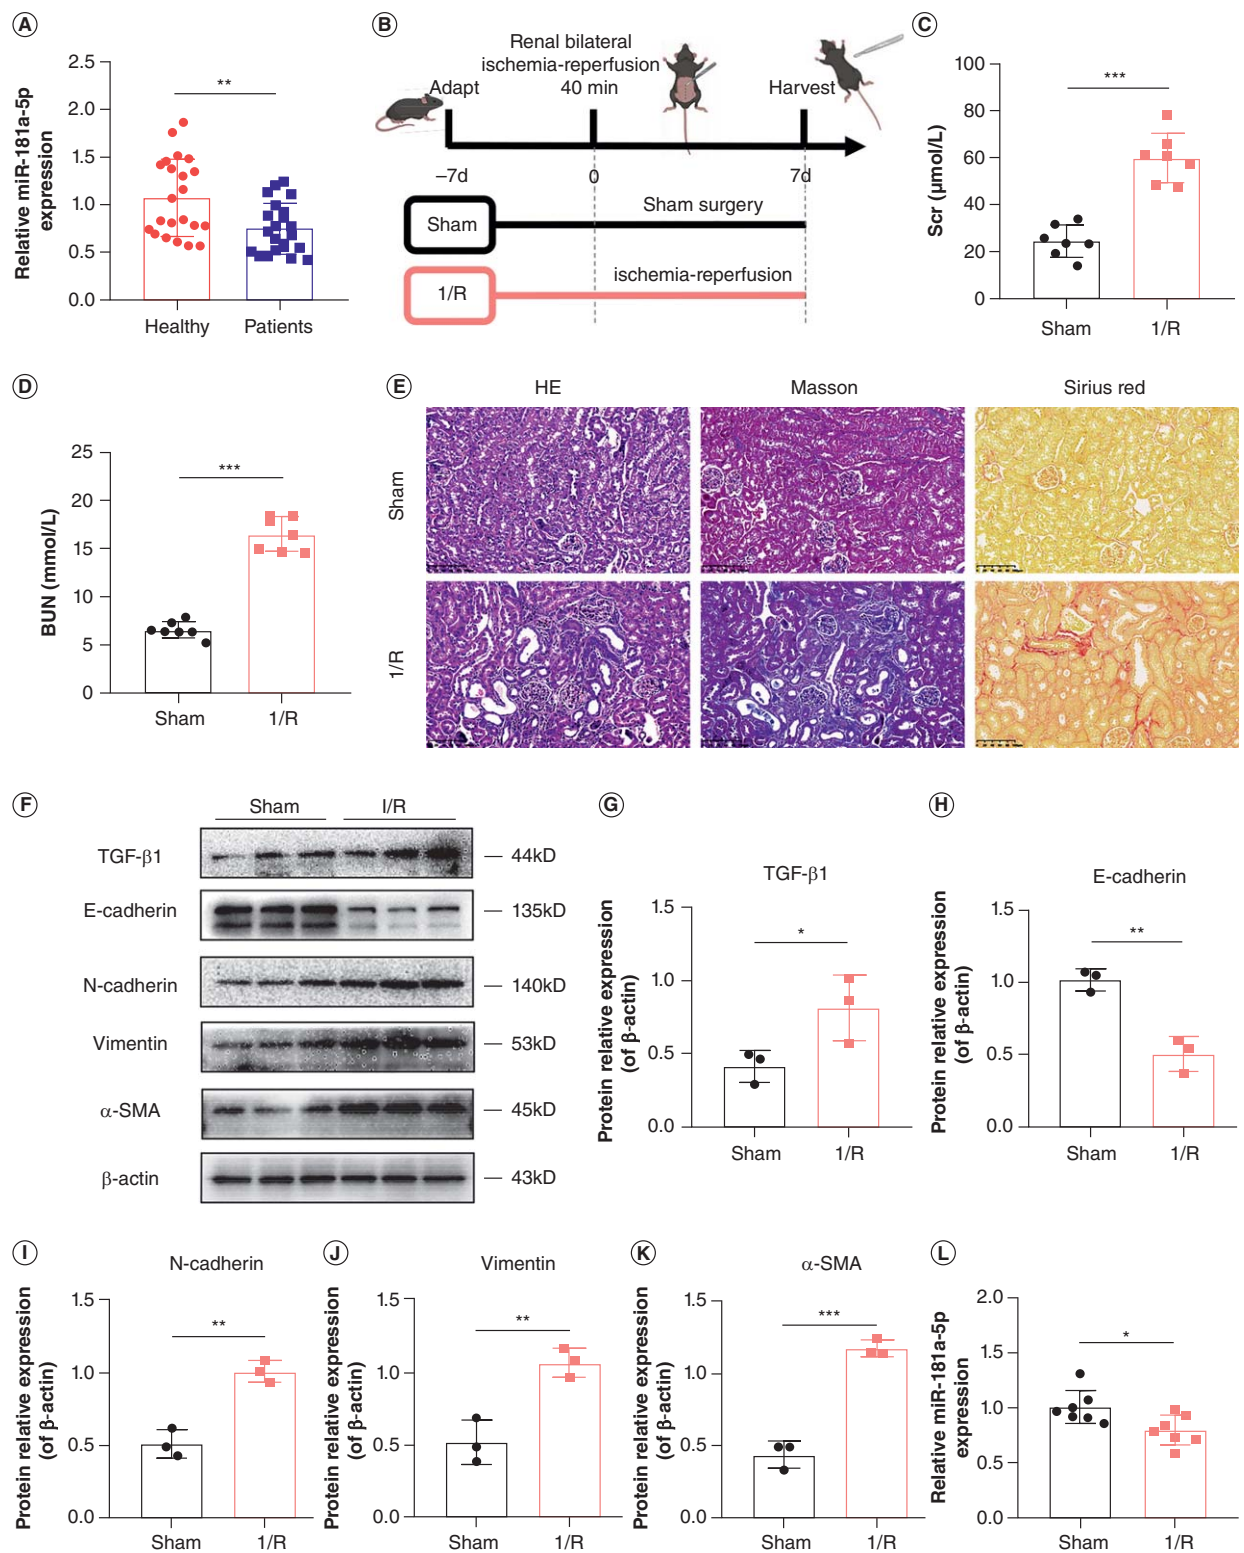 A
Relative miR-181a-5p
expression
2.5
2.0
1.5
1.0
0.5
0.0
**
Healthy
Patients
B
Renal bilateral
ischemia-reperfusion
Adapt
40 min
Harvest
–7d
0
7d
Sham
Sham surgery
1/R
ischemia-reperfusion
C
Scr (µmol/L)
100
80
60
40
20
0
***
Sham
1/R
D
BUN (mmol/L)
25
20
15
10
5
0
***
Sham
1/R
E
HE
Masson
Sirius red
Sham
1/R
F
Sham
I/R
TGF-β1
44kD
E-cadherin
135kD
N-cadherin
140kD
Vimentin
53kD
α-SMA
45kD
β-actin
43kD
G
TGF-β1
Protein relative expression
(of β-actin)
1.5
1.0
0.5
0.0
*
Sham
1/R
H
E-cadherin
Protein relative expression
(of β-actin)
1.5
1.0
0.5
0.0
**
Sham
1/R
I
N-cadherin
Protein relative expression
(of β-actin)
1.5
1.0
0.5
0.0
**
Sham
1/R
J
Vimentin
Protein relative expression
(of β-actin)
1.5
1.0
0.5
0.0
**
Sham
1/R
K
α-SMA
Protein relative expression
(of β-actin)
1.5
1.0
0.5
0.0
***
Sham
1/R
L
Relative miR-181a-5p
expression
2.0
1.5
1.0
0.5
0.0
*
Sham
1/R